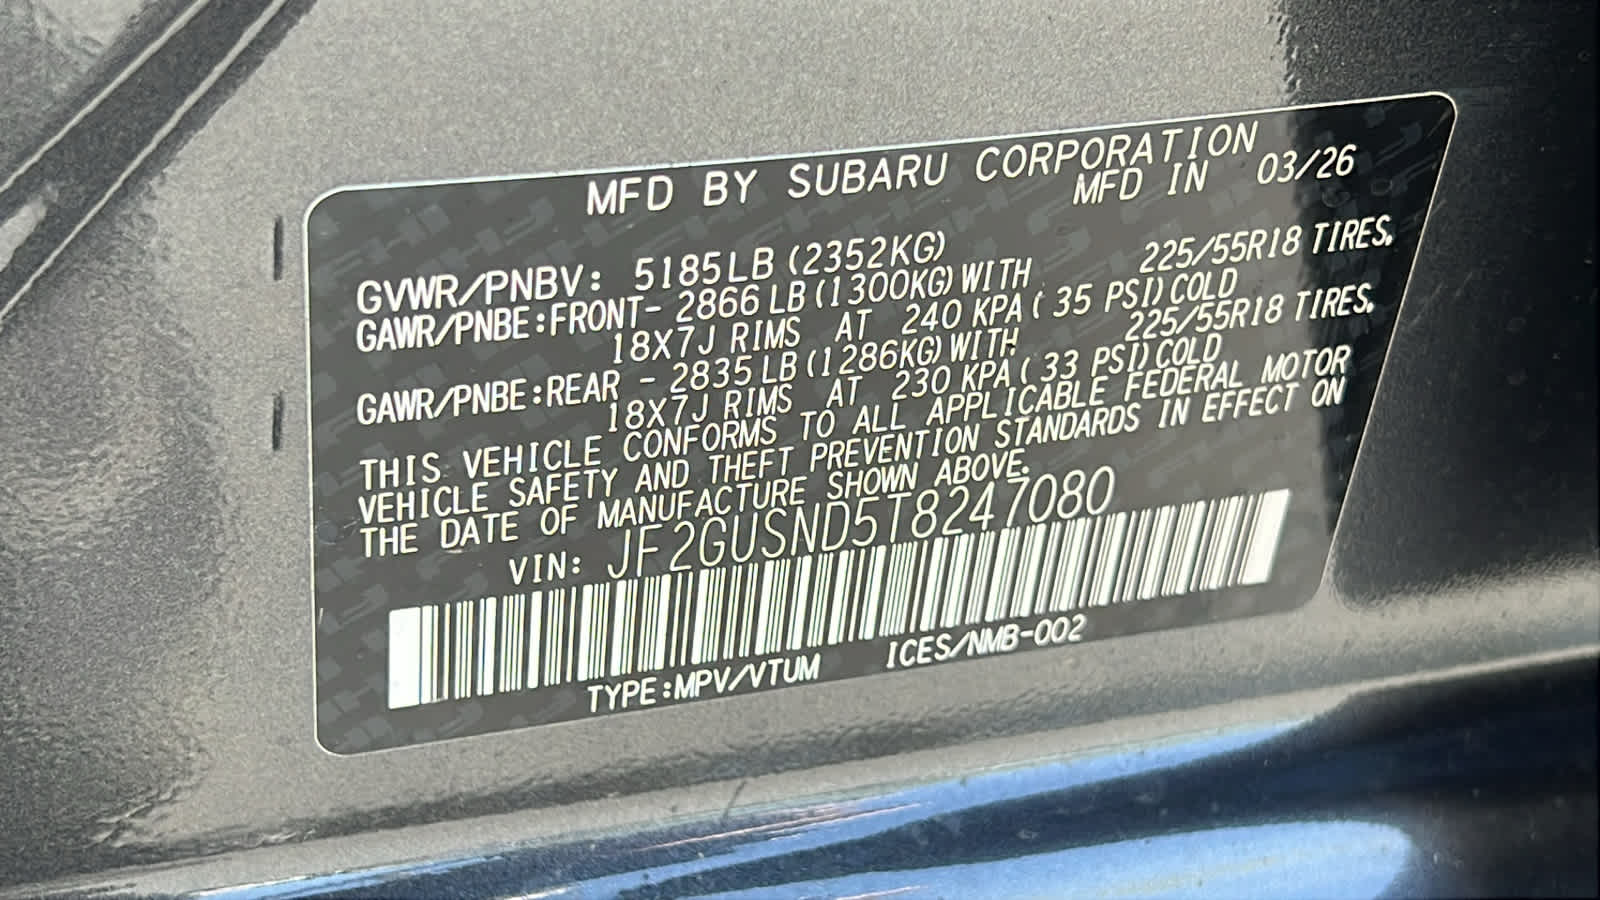 MFD BY SUBARU CORPORATION
MFD IN 03/26
GVWR/PNBV: 5185LB (2352KG)
GAWR/PNBE:FRONT- 2866 LB (1300KG) WITH 225/55R18 TIRES,
18X7J RIMS AT 240 KPA ( 35 PSI) COLD
GAWR/PNBE:REAR - 2835 LB (1286KG) WITH 225/55R18 TIRES,
18X7J RIMS AT 230 KPA ( 33 PSI) COLD
THIS VEHICLE CONFORMS TO ALL APPLICABLE FEDERAL MOTOR
VEHICLE SAFETY AND THEFT PREVENTION STANDARDS IN EFFECT ON
THE DATE OF MANUFACTURE SHOWN ABOVE.
VIN: JF2GUSND5T8247080
TYPE:MPV/VTUM ICES/NMB-002